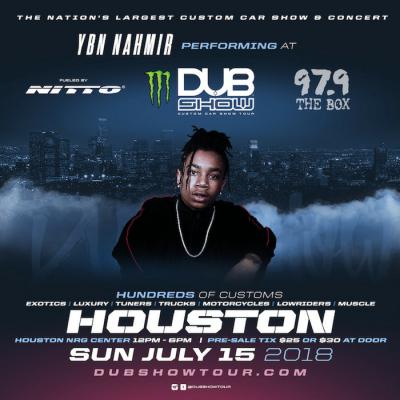 THE NATION'S LARGEST CUSTOM CAR SHOW & CONCERT
YBN NAHMIR PERFORMING AT
FUELED BY
NITTO
DUB
SHOW
CUSTOM CAR SHOW TOUR
97.9
THE BOX
HUNDREDS OF CUSTOMS
EXOTICS | LUXURY | TUNERS | TRUCKS | MOTORCYCLES | LOWRIDERS | MUSCLE
HOUSTON
HOUSTON NRG CENTER 12PM - 6PM | PRE-SALE TIX $25 OR $30 AT DOOR
SUN JULY 15 2018
DUBSHOWTOUR.COM
@DUBSHOWTOUR